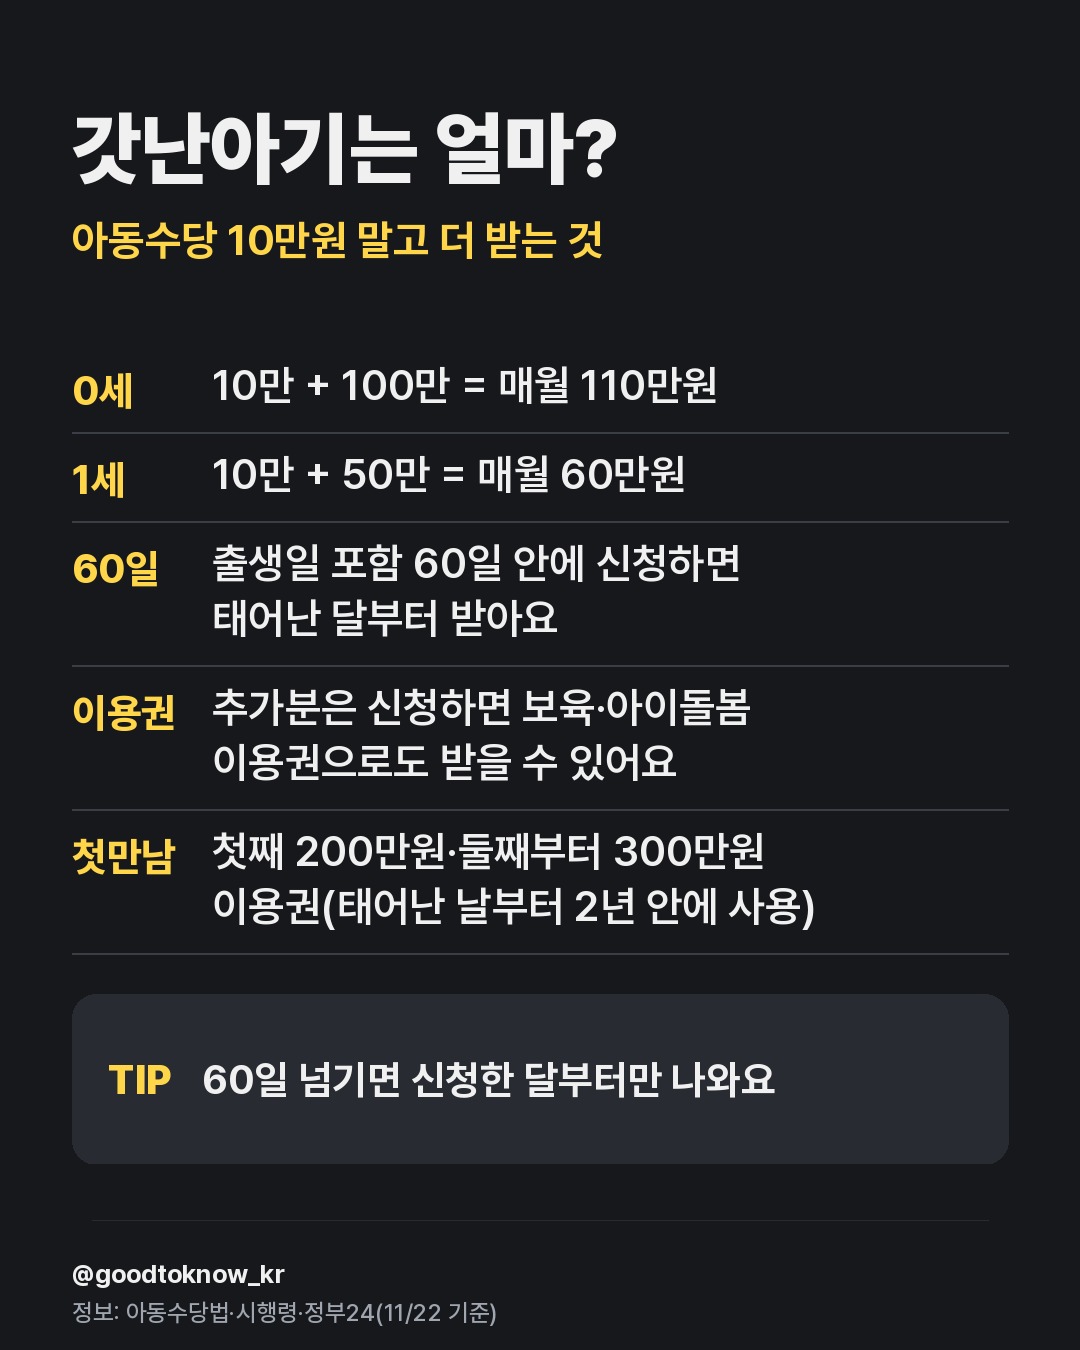 갓난아기는 얼마?
아동수당 10만원 말고 더 받는 것
0세 10만 + 100만 = 매월 110만원
1세 10만 + 50만 = 매월 60만원
60일 출생일 포함 60일 안에 신청하면
태어난 달부터 받아요
이용권 추가분은 신청하면 보육·아이돌봄
이용권으로도 받을 수 있어요
첫만남 첫째 200만원·둘째부터 300만원
이용권(태어난 날부터 2년 안에 사용)
TIP 60일 넘기면 신청한 달부터만 나와요
@goodtoknow_kr
정보: 아동수당법·시행령·정부24(11/22 기준)